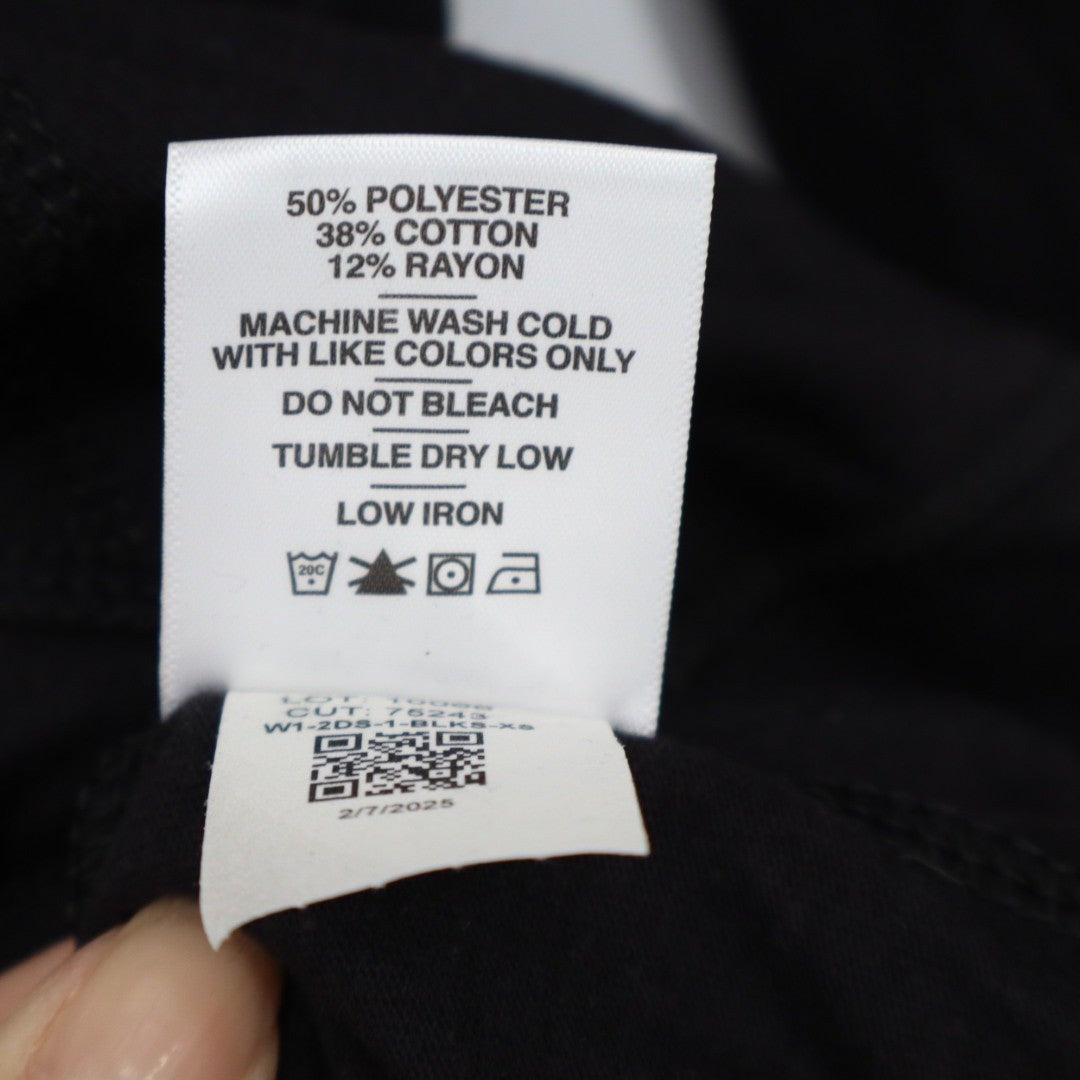 50% POLYESTER
38% COTTON
12% RAYON
MACHINE WASH COLD
WITH LIKE COLORS ONLY
DO NOT BLEACH
TUMBLE DRY LOW
LOW IRON
20C
LOT:
CUT: 75243
W1-2DS-1-BLKS-XS
2/7/2025